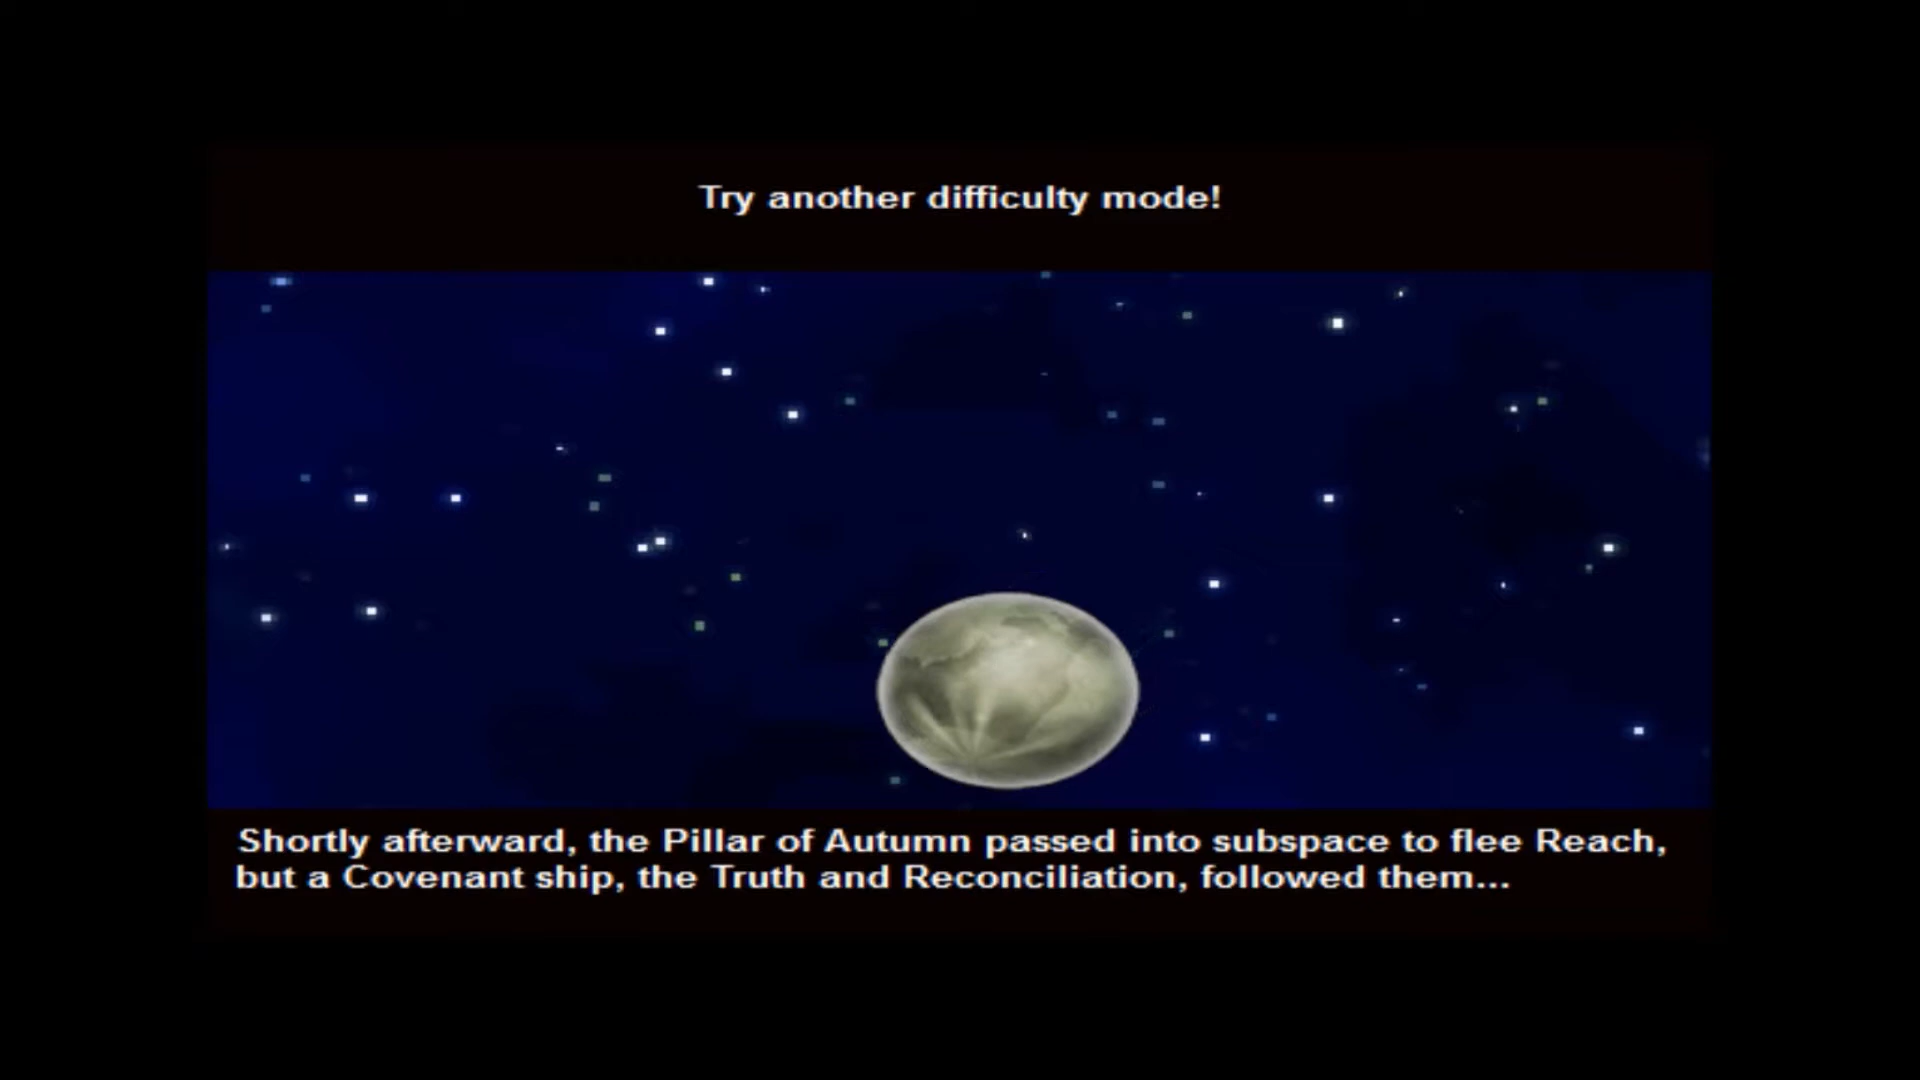 Try another difficulty mode!
Shortly afterward, the Pillar of Autumn passed into subspace to flee Reach,
but a Covenant ship, the Truth and Reconciliation, followed them...